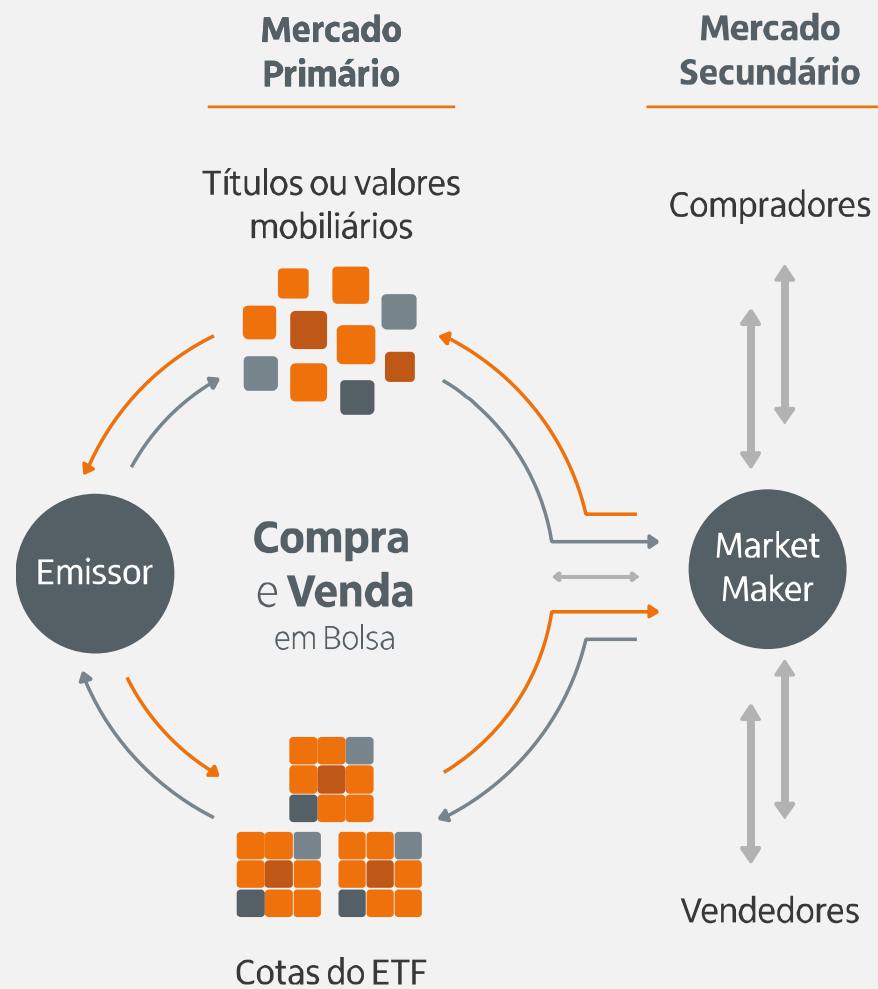 Mercado
Primário
Mercado
Secundário
Títulos ou valores
mobiliários
Compradores
Emissor
Compra
e Venda
em Bolsa
Market
Maker
Vendedores
Cotas do ETF